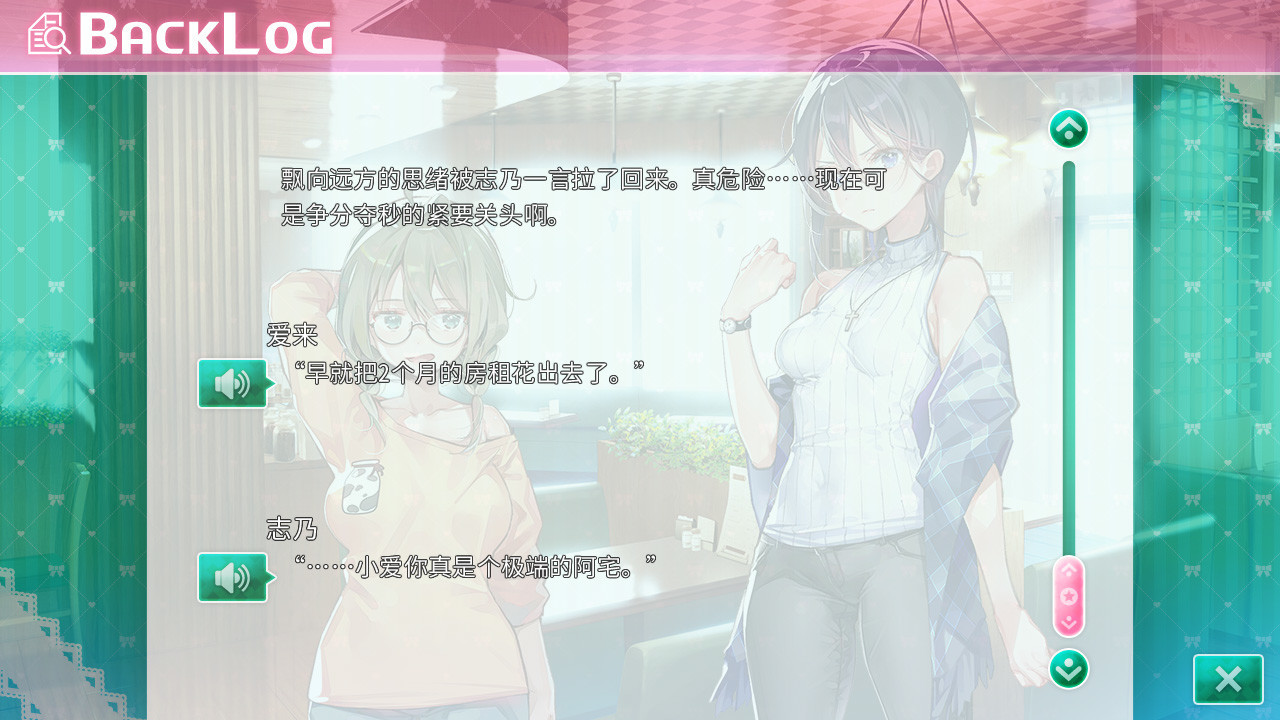 BACKLOG
飘向远方的思绪被志乃一言拉了回来。真危险……现在可
是争分夺秒的紧要关头啊。
爱来
“早就把2个月的房租花出去了。”
志乃
“……小爱你真是个极端的阿宅。”